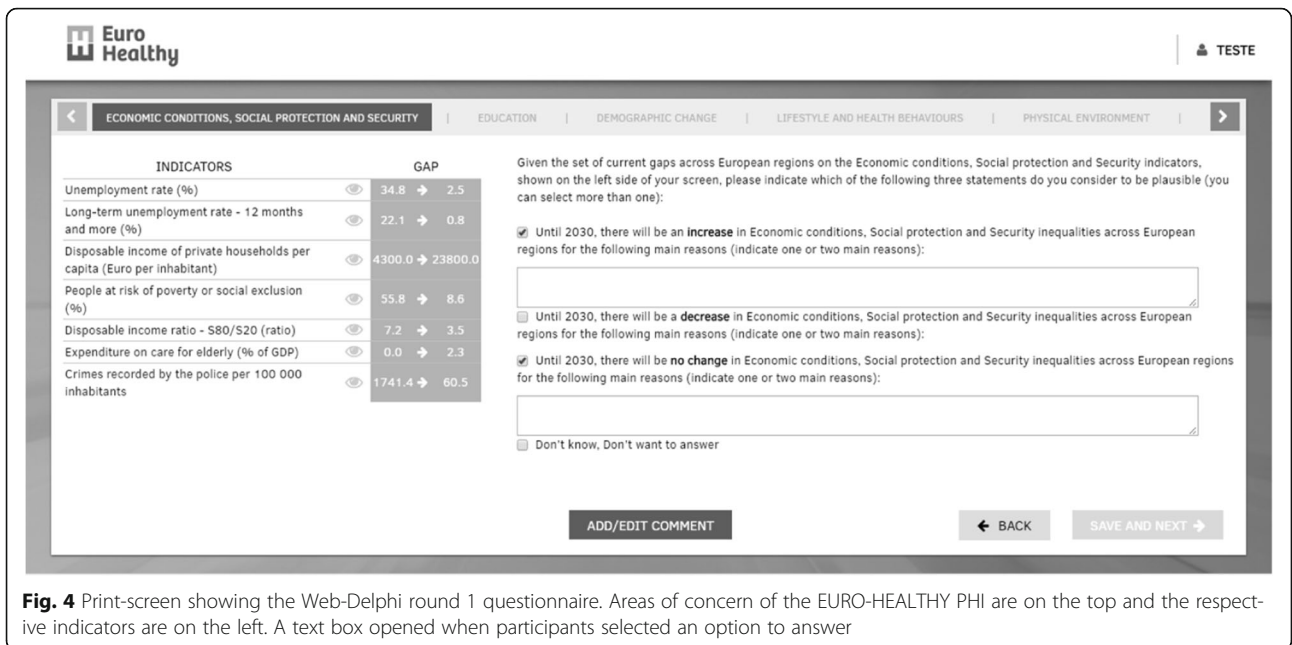 Euro
Healthy
TESTE
ECONOMIC CONDITIONS, SOCIAL PROTECTION AND SECURITY | EDUCATION | DEMOGRAPHIC CHANGE | LIFESTYLE AND HEALTH BEHAVIOURS | PHYSICAL ENVIRONMENT |
INDICATORS GAP
Unemployment rate (%) 34.8 → 2.5
Long-term unemployment rate - 12 months
and more (%) 22.1 → 0.8
Disposable income of private households per
capita (Euro per inhabitant) 4300.0 → 23800.0
People at risk of poverty or social exclusion
(%) 55.8 → 8.6
Disposable income ratio - S80/S20 (ratio) 7.2 → 3.5
Expenditure on care for elderly (% of GDP) 0.0 → 2.3
Crimes recorded by the police per 100 000
inhabitants 1741.4 → 60.5
Given the set of current gaps across European regions on the Economic conditions, Social protection and Security indicators,
shown on the left side of your screen, please indicate which of the following three statements do you consider to be plausible (you
can select more than one):
Until 2030, there will be an increase in Economic conditions, Social protection and Security inequalities across European
regions for the following main reasons (indicate one or two main reasons):
Until 2030, there will be a decrease in Economic conditions, Social protection and Security inequalities across European
regions for the following main reasons (indicate one or two main reasons):
Until 2030, there will be no change in Economic conditions, Social protection and Security inequalities across European regions
for the following main reasons (indicate one or two main reasons):
Don't know, Don't want to answer
ADD/EDIT COMMENT
← BACK
SAVE AND NEXT →
Fig. 4 Print-screen showing the Web-Delphi round 1 questionnaire. Areas of concern of the EURO-HEALTHY PHI are on the top and the respect-
ive indicators are on the left. A text box opened when participants selected an option to answer